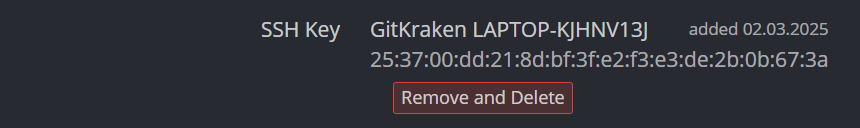 SSH Key GitKraken LAPTOP-KJHNV13J added 02.03.2025
25:37:00:dd:21:8d:bf:3f:e2:f3:e3:de:2b:0b:67:3a
Remove and Delete